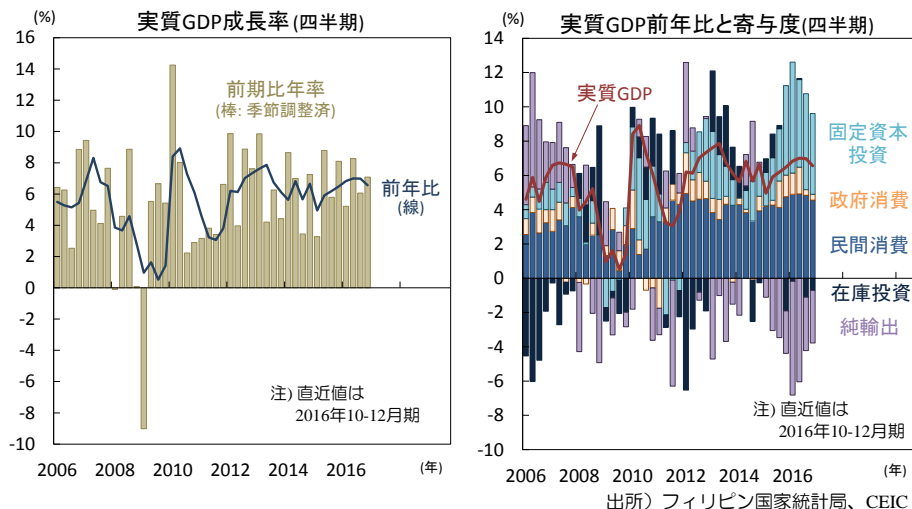 実質GDP成長率(四半期)
(%)
16
14
12
10
8
6
4
2
0
-2
-4
-6
-8
-10
前期比年率
(棒: 季節調整済)
前年比
(線)
注) 直近値は
2016年10-12月期
2006 2008 2010 2012 2014 2016 (年)
実質GDP前年比と寄与度(四半期)
(%)
14
12
10
8
6
4
2
0
-2
-4
-6
-8
-10
実質GDP
固定資本
投資
政府消費
民間消費
在庫投資
純輸出
注) 直近値は
2016年10-12月期
2006 2008 2010 2012 2014 2016 (年)
出所）フィリピン国家統計局、CEIC